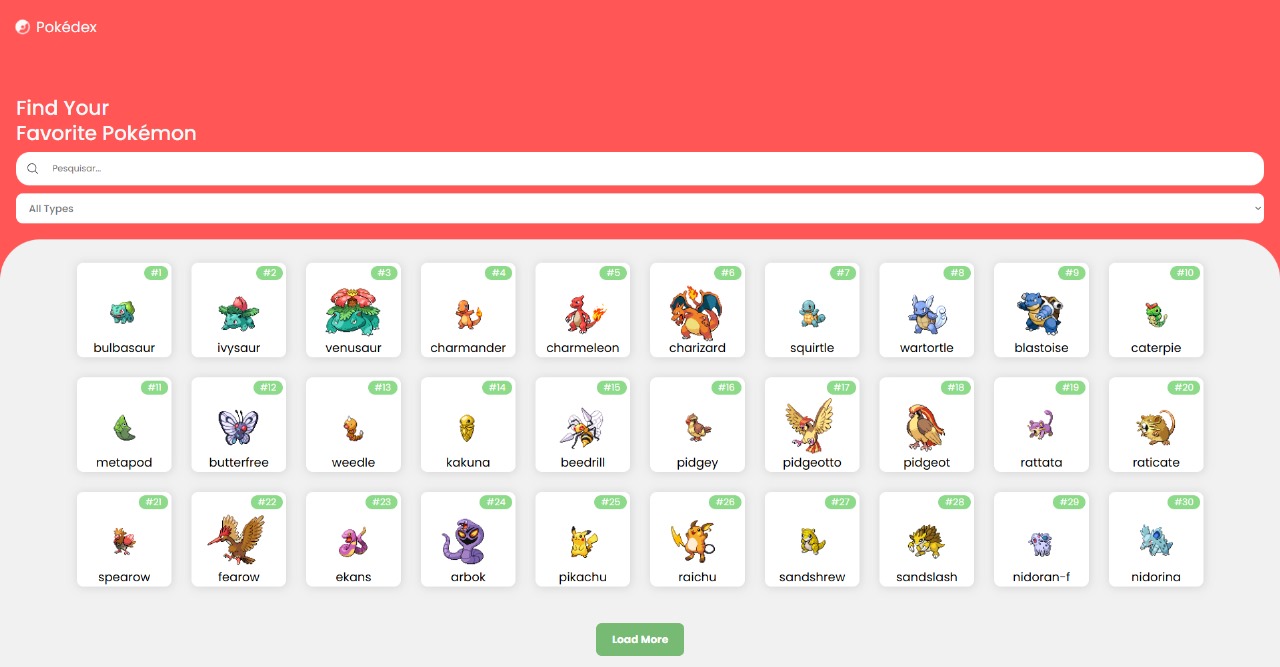 Pokédex
Find Your
Favorite Pokémon
Pesquisar...
All Types
#1 #2 #3 #4 #5 #6 #7 #8 #9 #10
bulbasaur ivysaur venusaur charmander charmeleon charizard squirtle wartortle blastoise caterpie
#11 #12 #13 #14 #15 #16 #17 #18 #19 #20
metapod butterfree weedle kakuna beedrill pidgey pidgeotto pidgeot rattata raticate
#21 #22 #23 #24 #25 #26 #27 #28 #29 #30
spearow fearow ekans arbok pikachu raichu sandshrew sandslash nidoran-f nidorina
Load More